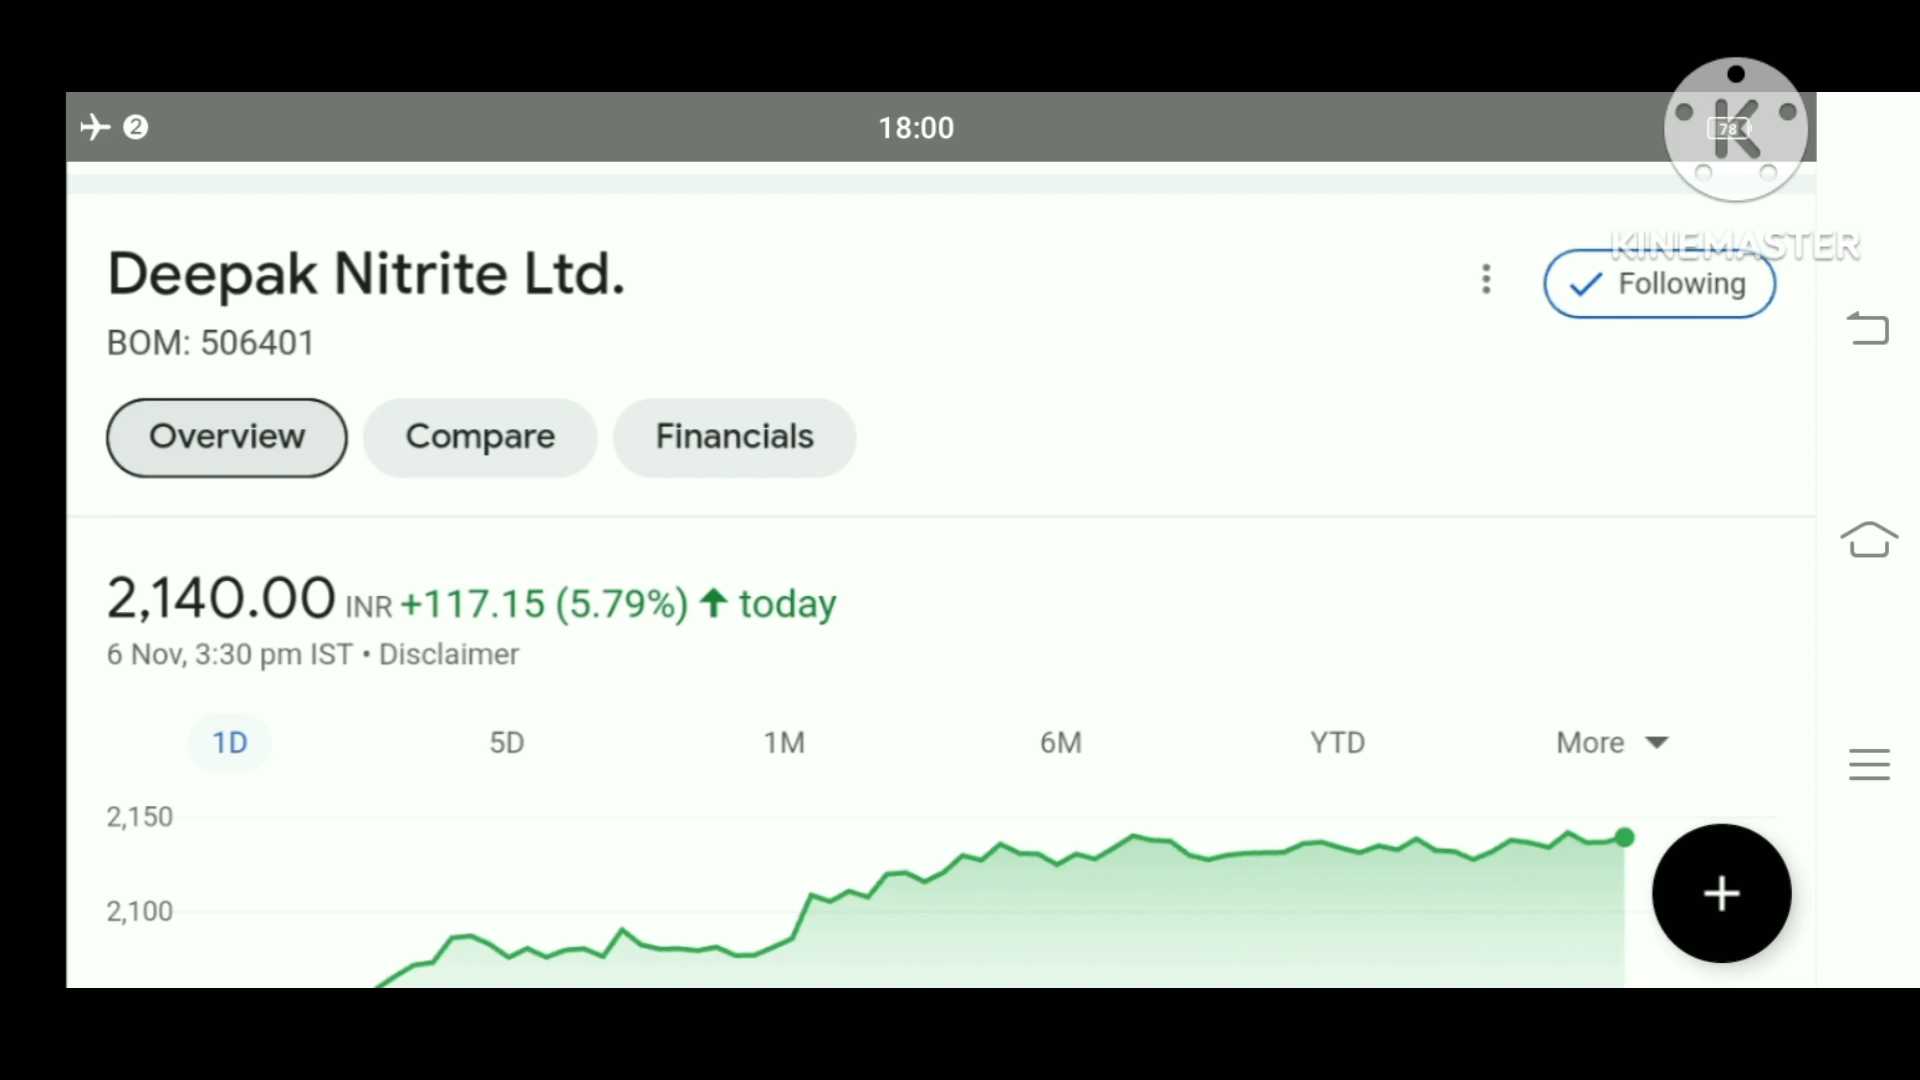 2
18:00
78
K
KINEMASTER
Deepak Nitrite Ltd.
Following
BOM: 506401
Overview
Compare
Financials
2,140.00 INR +117.15 (5.79%) ↑ today
6 Nov, 3:30 pm IST • Disclaimer
1D 5D 1M 6M YTD More
2,150
2,100